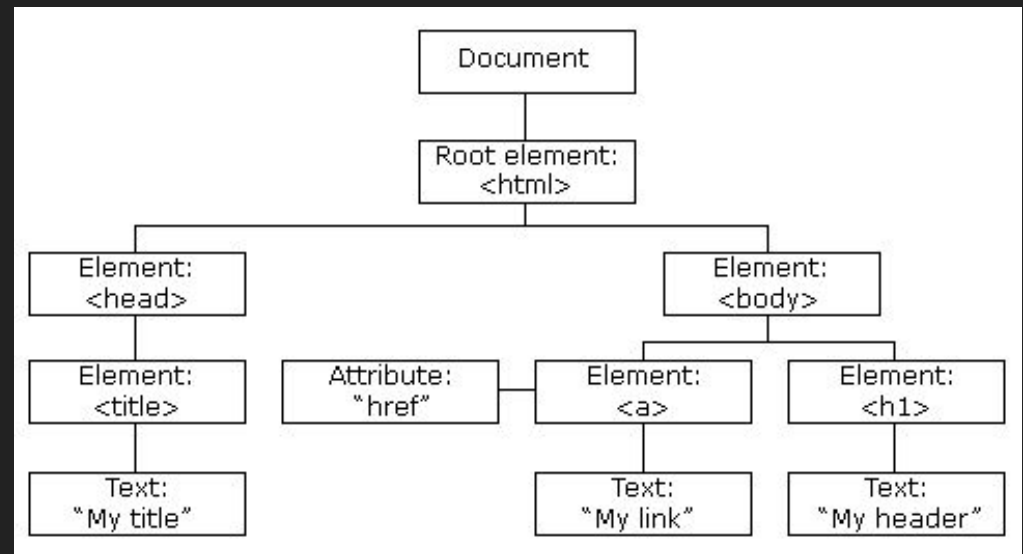 Document
Root element:
<html>
Element:
<head>
Element:
<body>
Element:
<title>
Attribute:
“href”
Element:
<a>
Element:
<h1>
Text:
“My title”
Text:
“My link”
Text:
“My header”